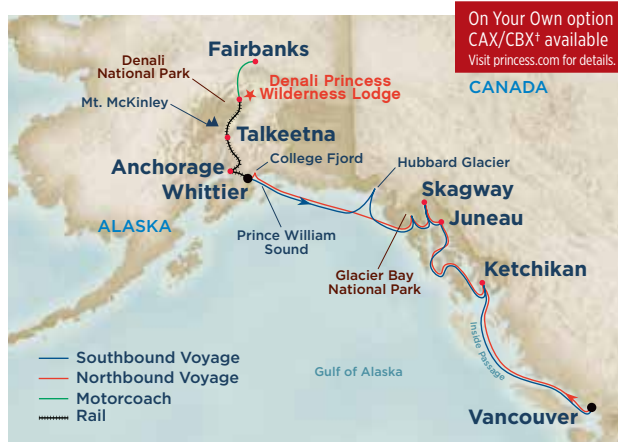 On Your Own option
CAX/CBX† available
Visit princess.com for details.
CANADA
Fairbanks
Denali
National Park
Denali Princess
Wilderness Lodge
Mt. McKinley
Talkeetna
College Fjord
Anchorage
Whittier
Hubbard Glacier
Skagway
Juneau
ALASKA
Prince William
Sound
Glacier Bay
National Park
Ketchikan
Inside Passage
Southbound Voyage
Northbound Voyage
Motorcoach
Rail
Gulf of Alaska
Vancouver